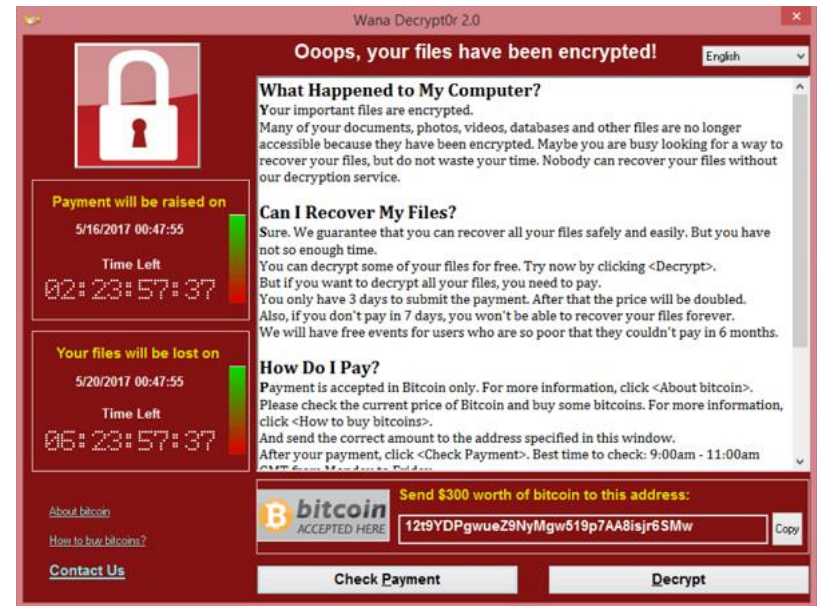 Wana Decrypt0r 2.0
Ooops, your files have been encrypted!
English
What Happened to My Computer?
Your important files are encrypted.
Many of your documents, photos, videos, databases and other files are no longer
accessible because they have been encrypted. Maybe you are busy looking for a way to
recover your files, but do not waste your time. Nobody can recover your files without
our decryption service.
Can I Recover My Files?
Sure. We guarantee that you can recover all your files safely and easily. But you have
not so enough time.
You can decrypt some of your files for free. Try now by clicking <Decrypt>.
But if you want to decrypt all your files, you need to pay.
You only have 3 days to submit the payment. After that the price will be doubled.
Also, if you don't pay in 7 days, you won't be able to recover your files forever.
We will have free events for users who are so poor that they couldn't pay in 6 months.
How Do I Pay?
Payment is accepted in Bitcoin only. For more information, click <About bitcoin>.
Please check the current price of Bitcoin and buy some bitcoins. For more information,
click <How to buy bitcoins>.
And send the correct amount to the address specified in this window.
After your payment, click <Check Payment>. Best time to check: 9:00am - 11:00am
GMT from Monday to Friday
Payment will be raised on
5/16/2017 00:47:55
Time Left
02:23:57:37
Your files will be lost on
5/20/2017 00:47:55
Time Left
06:23:57:37
About bitcoin
How to buy bitcoins?
Contact Us
bitcoin
ACCEPTED HERE
Send $300 worth of bitcoin to this address:
12t9YDPgwueZ9NyMgw519p7AA8isjr6SMw
Copy
Check Payment
Decrypt